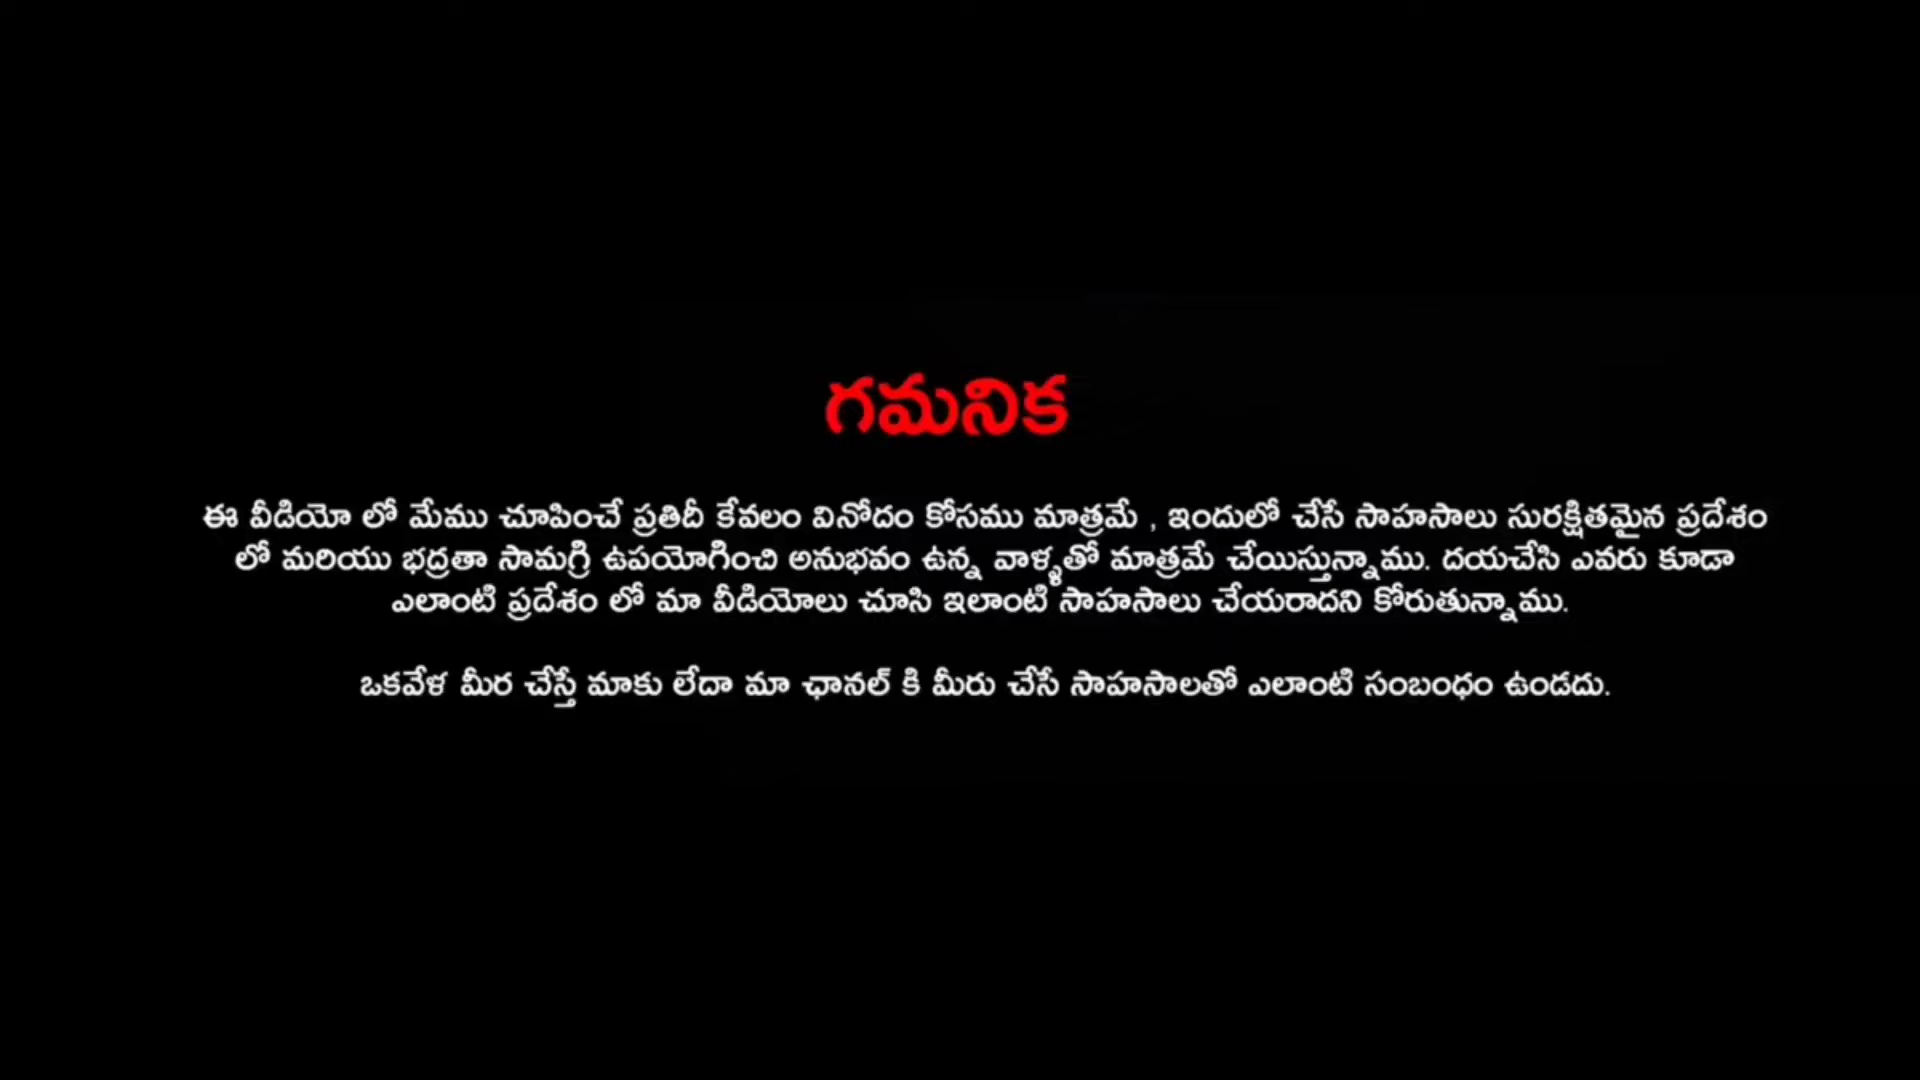 గమనిక
ఈ వీడియో లో మేము చూపించే ప్రతిదీ కేవలం వినోదం కోసము మాత్రమే , ఇందులో చేసే సాహసాలు సురక్షితమైన ప్రదేశం
లో మరియు భద్రతా సామగ్రి ఉపయోగించి అనుభవం ఉన్న వాళ్ళతో మాత్రమే చేయిస్తున్నాము. దయచేసి ఎవరు కూడా
ఎలాంటి ప్రదేశం లో మా వీడియోలు చూసి ఇలాంటి సాహసాలు చేయరాదని కోరుతున్నాము.
ఒకవేళ మీర చేస్తే మాకు లేదా మా ఛానల్ కి మీరు చేసే సాహసాలతో ఎలాంటి సంబంధం ఉండదు.